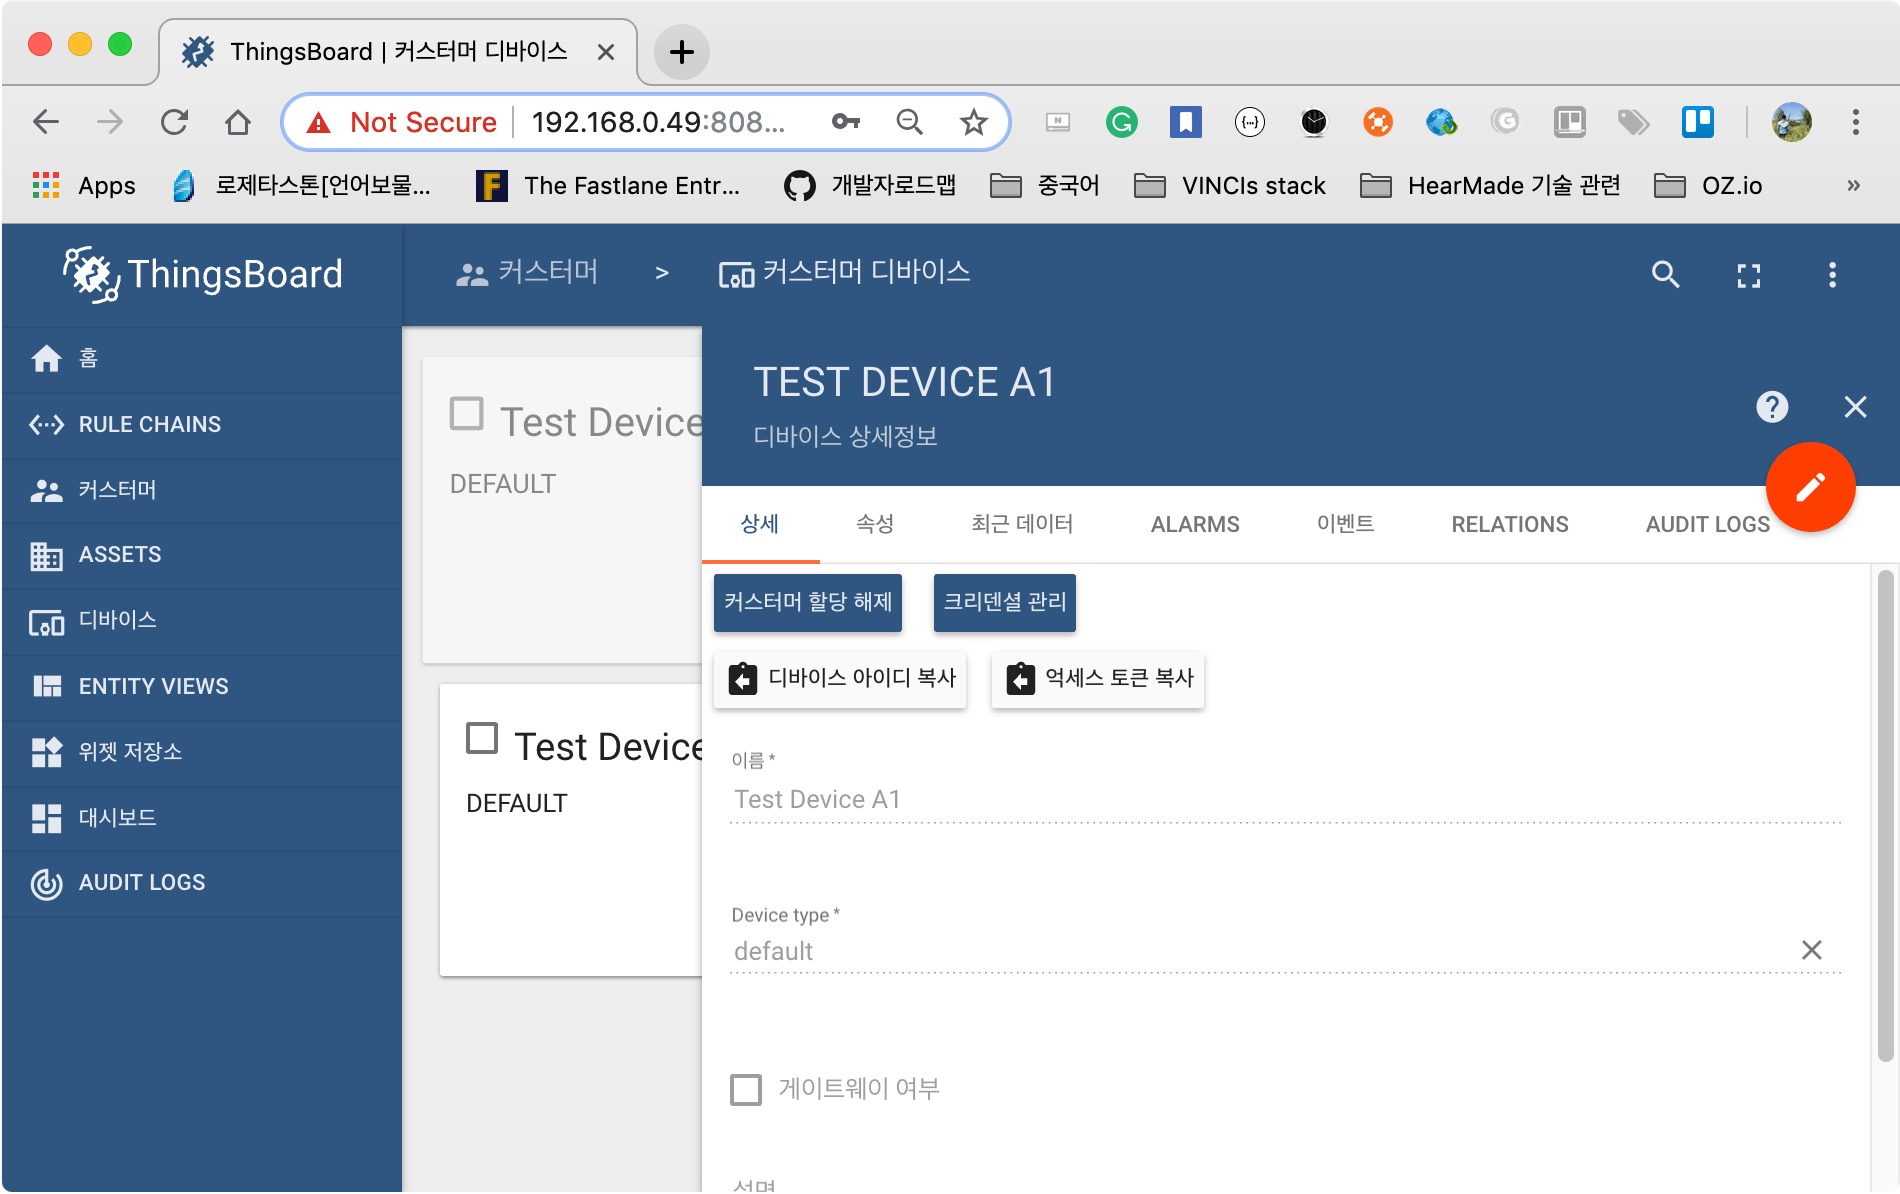 ThingsBoard | 커스터머 디바이스
Not Secure 192.168.0.49:808...
Apps 로제타스톤[언어보물... The Fastlane Entr... 개발자로드맵 중국어 VINCIs stack HearMade 기술 관련 OZ.io »
ThingsBoard
커스터머 > 커스터머 디바이스
홈
RULE CHAINS
커스터머
ASSETS
디바이스
ENTITY VIEWS
위젯 저장소
대시보드
AUDIT LOGS
Test Device
DEFAULT
Test Device
DEFAULT
TEST DEVICE A1
디바이스 상세정보
상세 속성 최근 데이터 ALARMS 이벤트 RELATIONS AUDIT LOGS
커스터머 할당 해제 크리덴셜 관리
디바이스 아이디 복사 억세스 토큰 복사
이름 *
Test Device A1
Device type *
default
게이트웨이 여부
설명